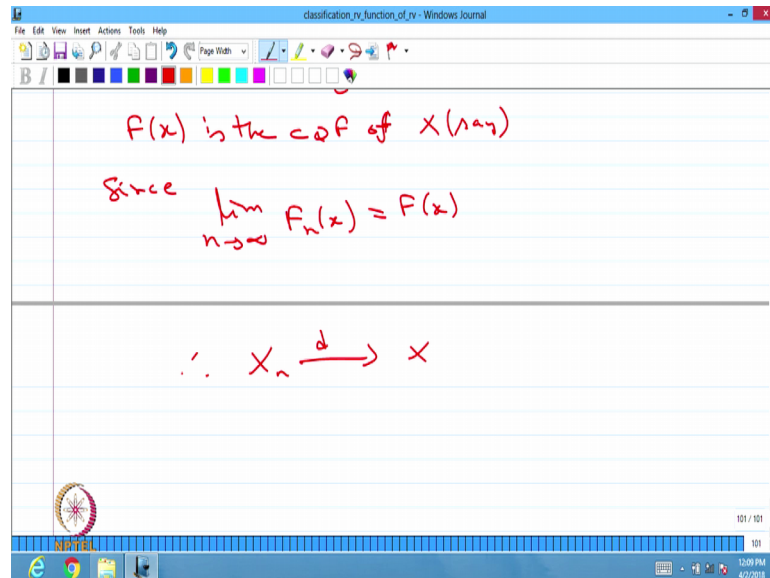 classification_rv_function_of_rv - Windows Journal
File Edit View Insert Actions Tools Help
Page Width
B I
F(x) is the CDF of X (say)
Since lim n→∞ Fn(x) = F(x)
∴ Xn d→ X
101 / 101
101
NPTEL
12:09 PM
4/2/2018